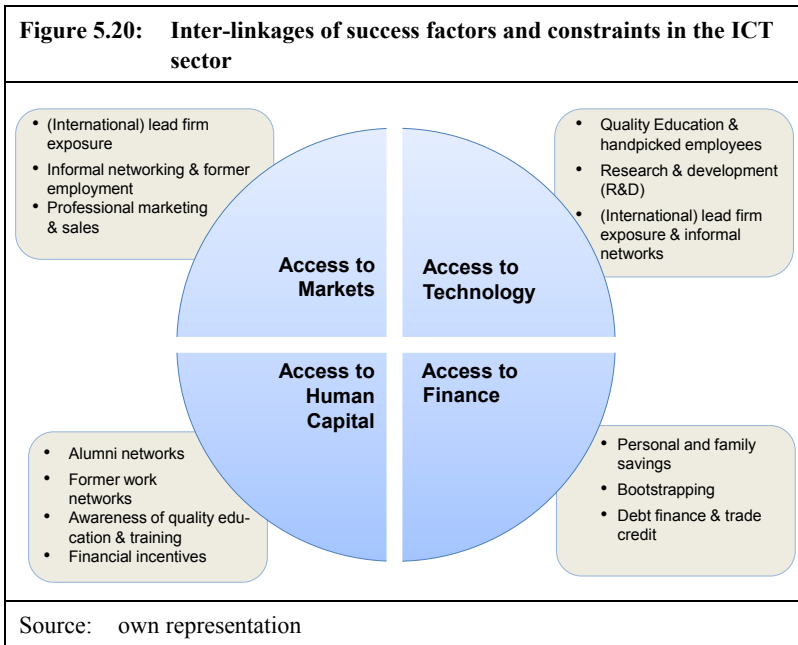 Figure 5.20: Inter-linkages of success factors and constraints in the ICT
sector
• (International) lead firm
exposure
• Informal networking & former
employment
• Professional marketing
& sales
• Quality Education &
handpicked employees
• Research & development
(R&D)
• (International) lead firm
exposure & informal
networks
Access to
Markets
Access to
Technology
Access to
Human
Capital
Access to
Finance
• Alumni networks
• Former work
networks
• Awareness of quality edu-
cation & training
• Financial incentives
• Personal and family
savings
• Bootstrapping
• Debt finance & trade
credit
Source: own representation